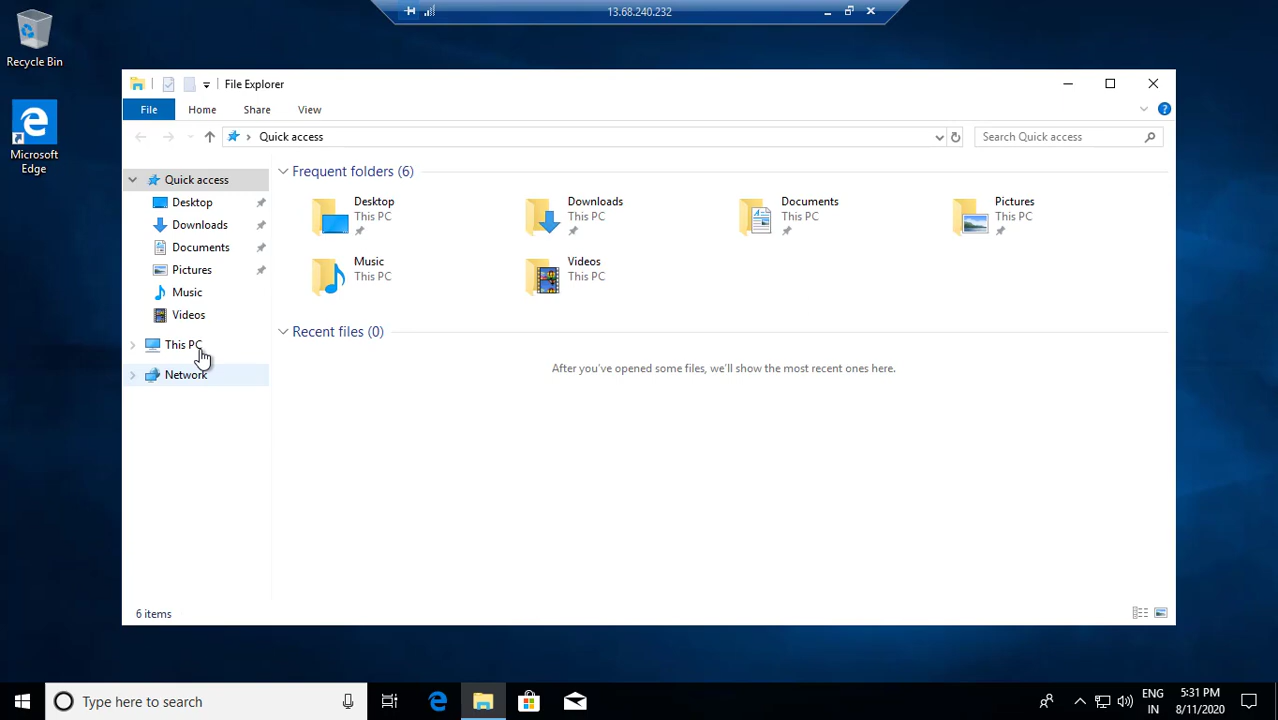 13.68.240.232
Recycle Bin
Microsoft
Edge
File Explorer
File Home Share View
Quick access
Search Quick access
Quick access
Desktop
Downloads
Documents
Pictures
Music
Videos
This PC
Network
Frequent folders (6)
Desktop
This PC
Downloads
This PC
Documents
This PC
Pictures
This PC
Music
This PC
Videos
This PC
Recent files (0)
After you've opened some files, we'll show the most recent ones here.
6 items
Type here to search
ENG
IN
5:31 PM
8/11/2020